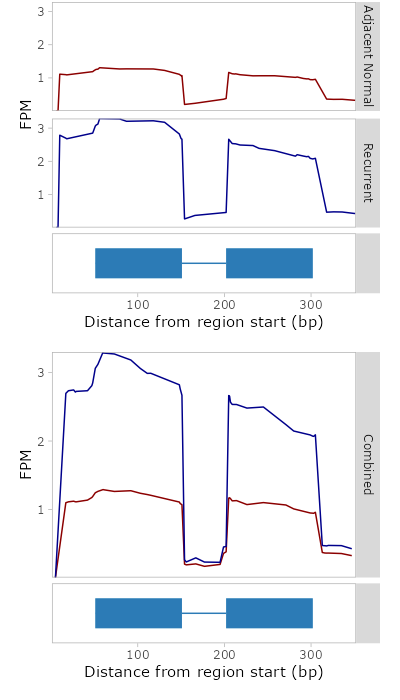 3
2
1
Adjacent Normal
FPM
3
2
1
Recurrent
100
200
300
Distance from region start (bp)
3
2
1
FPM
Combined
100
200
300
Distance from region start (bp)